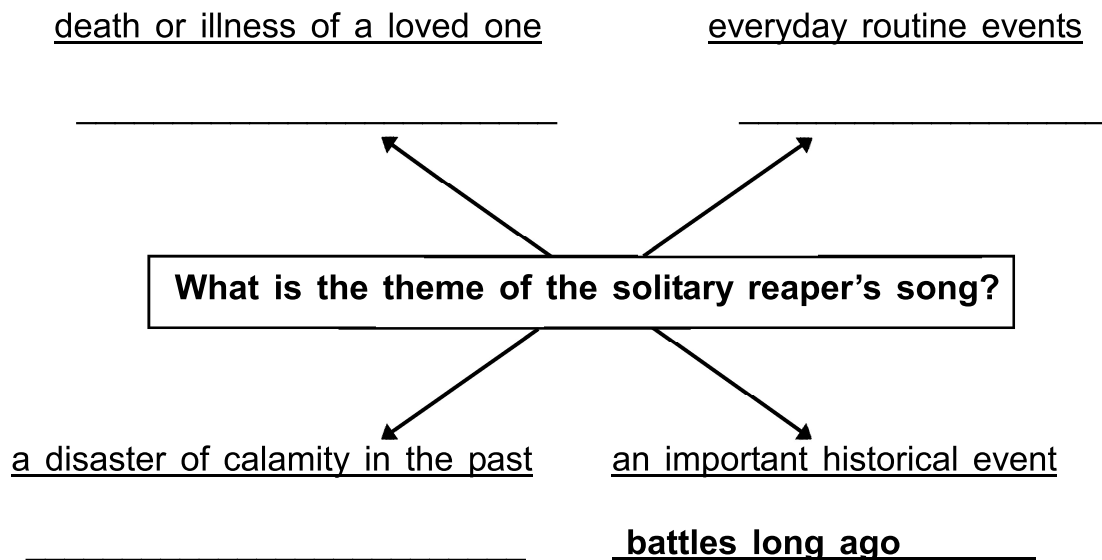 death or illness of a loved one
everyday routine events
What is the theme of the solitary reaper’s song?
a disaster of calamity in the past
an important historical event
battles long ago